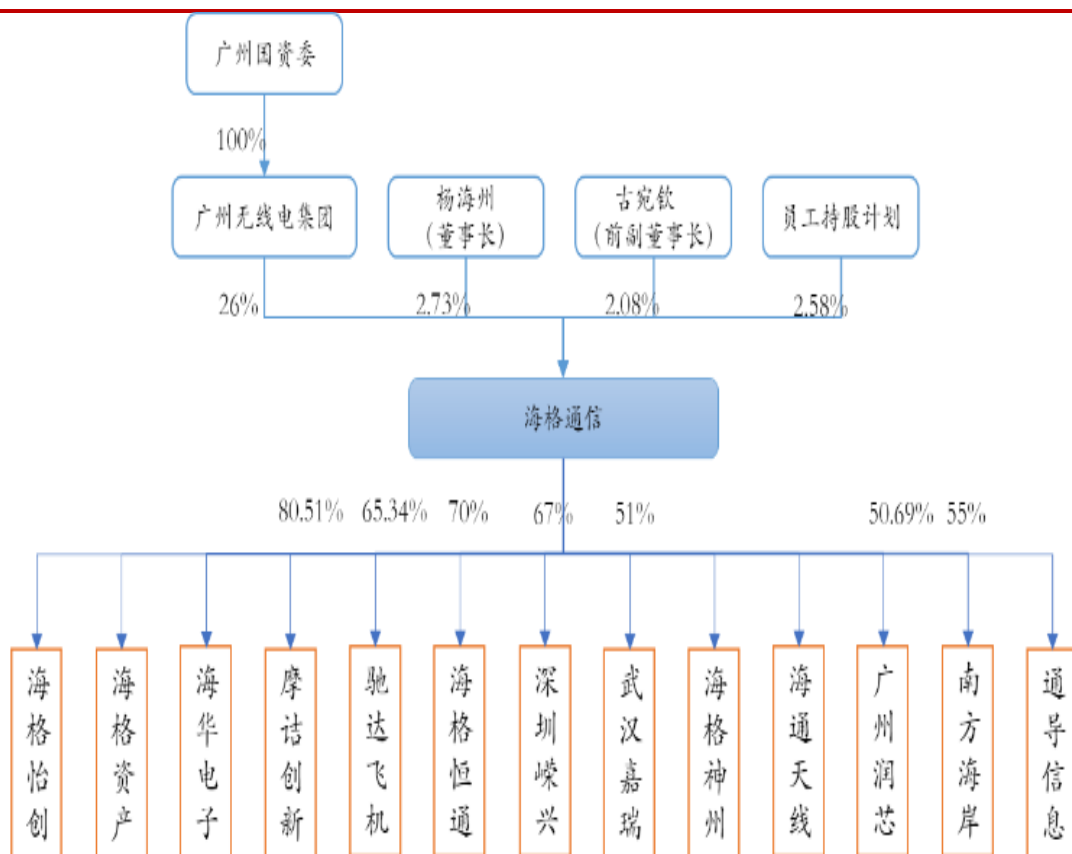 广州国资委
100%
广州无线电集团
杨海州
（董事长）
古宛钦
（前副董事长）
员工持股计划
26%
2.73%
2.08%
2.58%
海格通信
80.51%
65.34%
70%
67%
51%
50.69%
55%
海格怡创
海格资产
海华电子
摩诘创新
驰达飞机
海格恒通
深圳嵘兴
武汉嘉瑞
海格神州
海通天线
广州润芯
南方海岸
通导信息